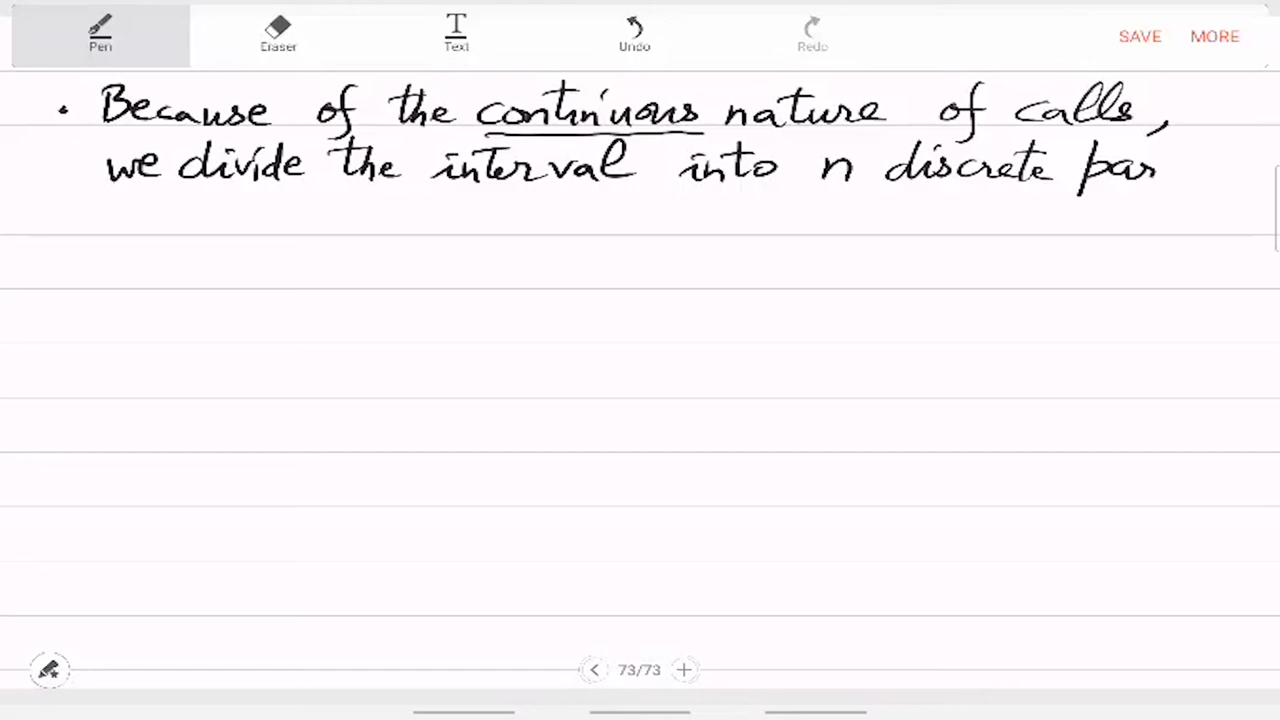 Pen Eraser Text Undo Redo SAVE MORE
. Because of the continuous nature of calls,
we divide the interval into n discrete par
73/73